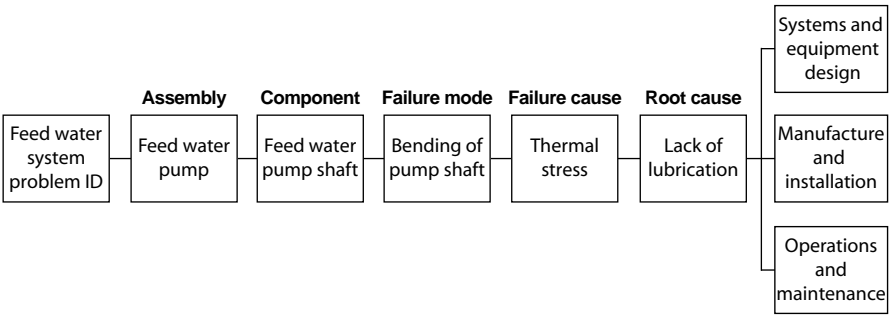 Systems and
equipment
design
Assembly
Component
Failure mode
Failure cause
Root cause
Feed water
system
problem ID
Feed water
pump
Feed water
pump shaft
Bending of
pump shaft
Thermal
stress
Lack of
lubrication
Manufacture
and
installation
Operations
and
maintenance